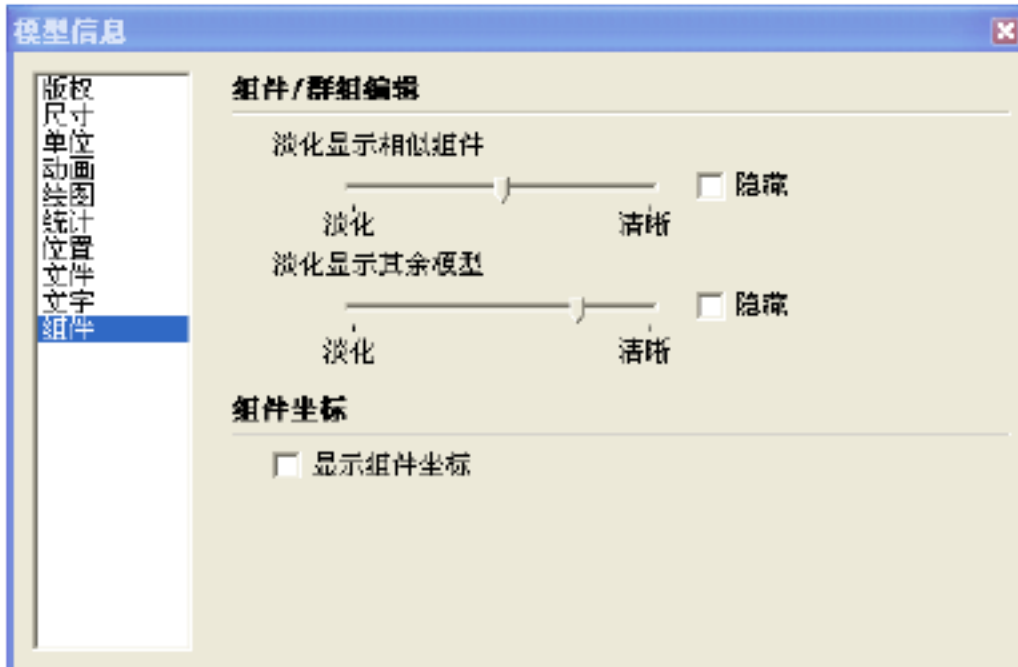 模型信息
版权
尺寸
单位
动画
绘图
统计
位置
文件
文字
组件
组件/群组编辑
淡化显示相似组件
隐藏
淡化 清晰
淡化显示其余模型
隐藏
淡化 清晰
组件坐标
显示组件坐标